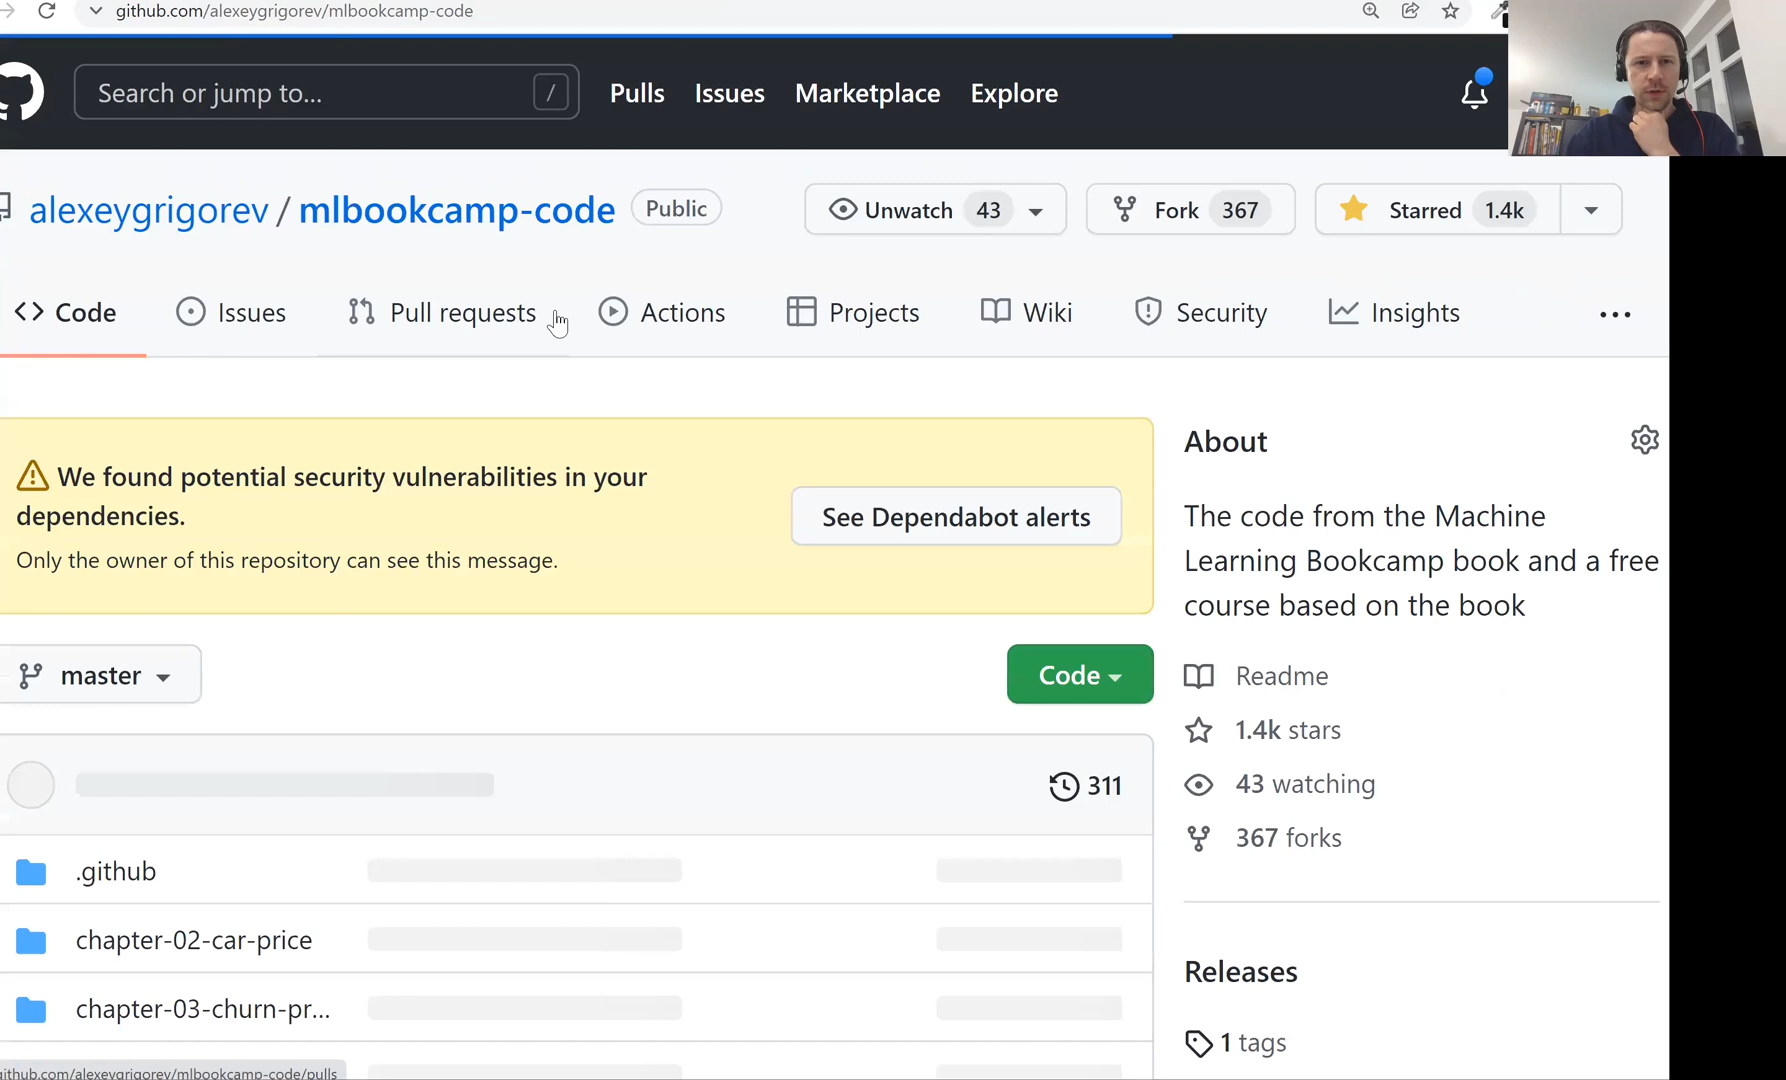 github.com/alexeygrigorev/mlbookcamp-code
Search or jump to... /
Pulls Issues Marketplace Explore
alexeygrigorev / mlbookcamp-code Public
Unwatch 43 Fork 367 Starred 1.4k
<> Code Issues Pull requests Actions Projects Wiki Security Insights ...
We found potential security vulnerabilities in your
dependencies.
Only the owner of this repository can see this message.
See Dependabot alerts
About
The code from the Machine
Learning Bookcamp book and a free
course based on the book
master
Code
Readme
1.4k stars
43 watching
367 forks
311
.github
chapter-02-car-price
chapter-03-churn-pr...
Releases
1 tags
github.com/alexeygrigorev/mlbookcamp-code/pulls